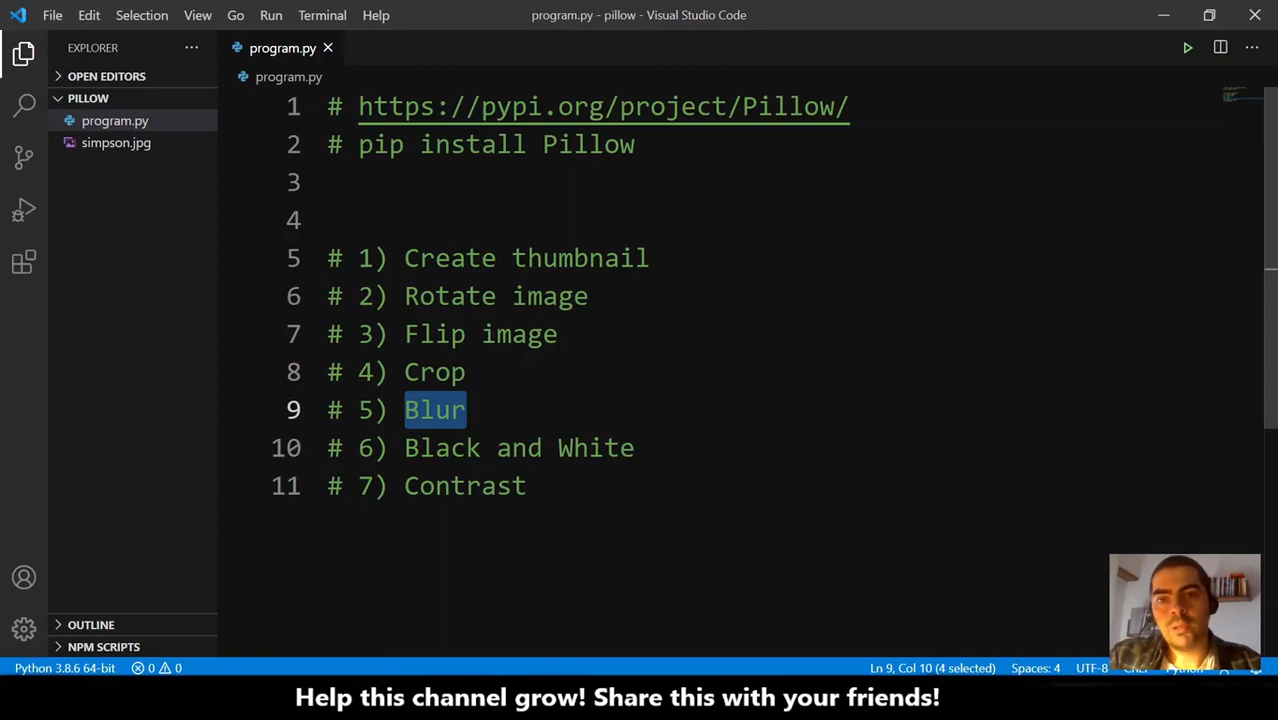 File Edit Selection View Go Run Terminal Help program.py - pillow - Visual Studio Code
EXPLORER
OPEN EDITORS
PILLOW
program.py
simpson.jpg
OUTLINE
NPM SCRIPTS
program.py
program.py
1 # https://pypi.org/project/Pillow/
2 # pip install Pillow
3
4
5 # 1) Create thumbnail
6 # 2) Rotate image
7 # 3) Flip image
8 # 4) Crop
9 # 5) Blur
10 # 6) Black and White
11 # 7) Contrast
Python 3.8.6 64-bit 0 0 Ln 9, Col 10 (4 selected) Spaces: 4 UTF-8
Help this channel grow! Share this with your friends!